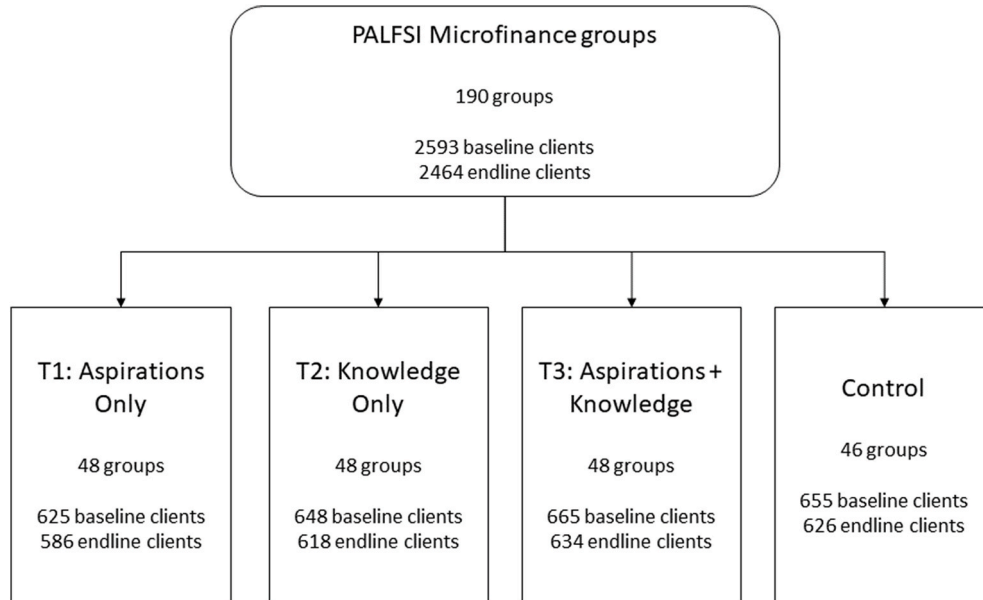 PALFSI Microfinance groups
190 groups
2593 baseline clients
2464 endline clients
T1: Aspirations
Only
48 groups
625 baseline clients
586 endline clients
T2: Knowledge
Only
48 groups
648 baseline clients
618 endline clients
T3: Aspirations +
Knowledge
48 groups
665 baseline clients
634 endline clients
Control
46 groups
655 baseline clients
626 endline clients